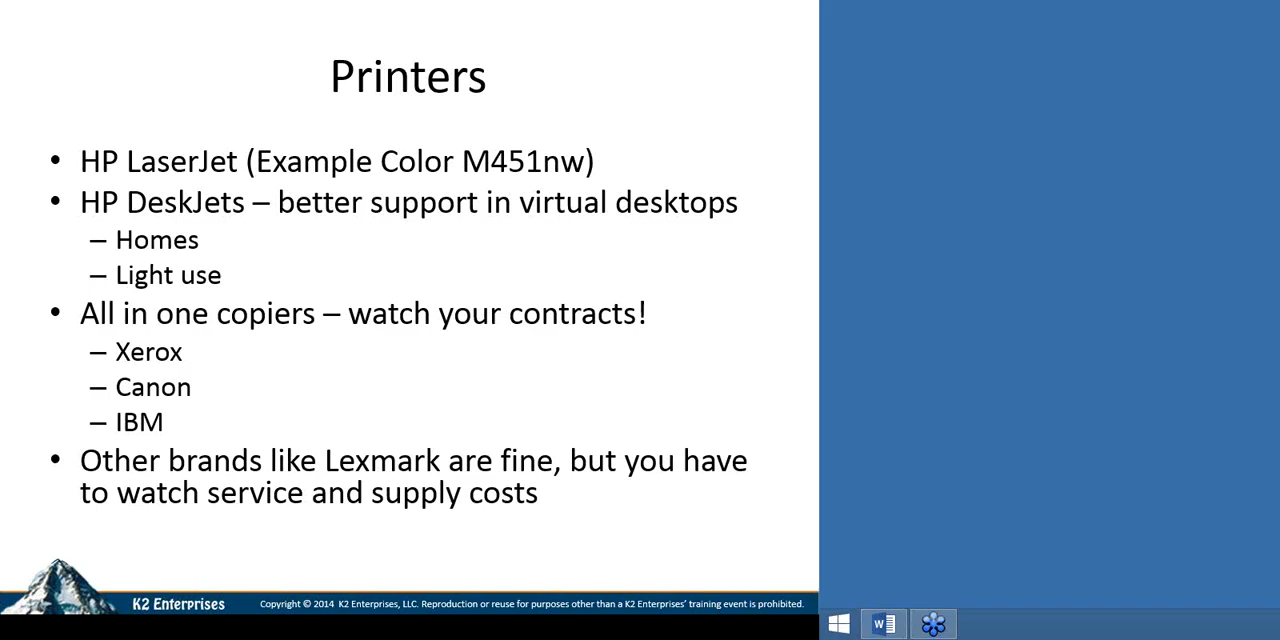 Printers
• HP LaserJet (Example Color M451nw)
• HP DeskJets – better support in virtual desktops
– Homes
– Light use
• All in one copiers – watch your contracts!
– Xerox
– Canon
– IBM
• Other brands like Lexmark are fine, but you have
to watch service and supply costs
K2 Enterprises
Copyright © 2014 K2 Enterprises, LLC. Reproduction or reuse for purposes other than a K2 Enterprises' training event is prohibited.
W